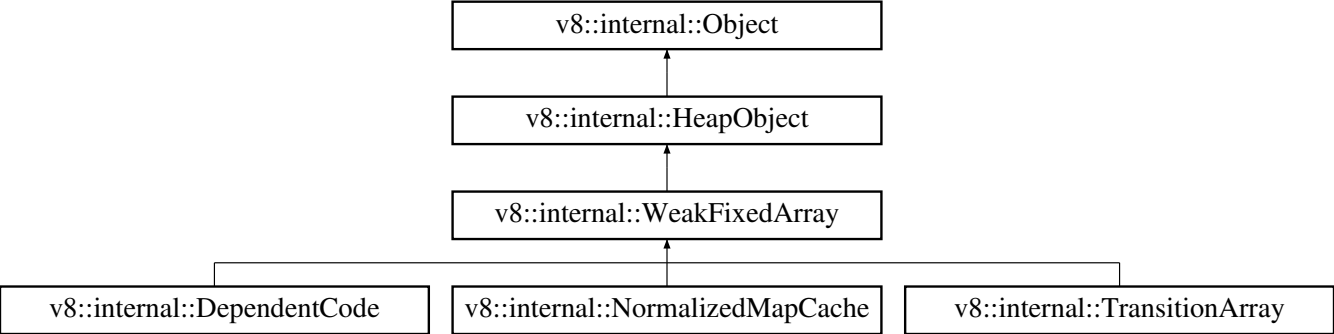 v8::internal::Object
v8::internal::HeapObject
v8::internal::WeakFixedArray
v8::internal::DependentCode
v8::internal::NormalizedMapCache
v8::internal::TransitionArray